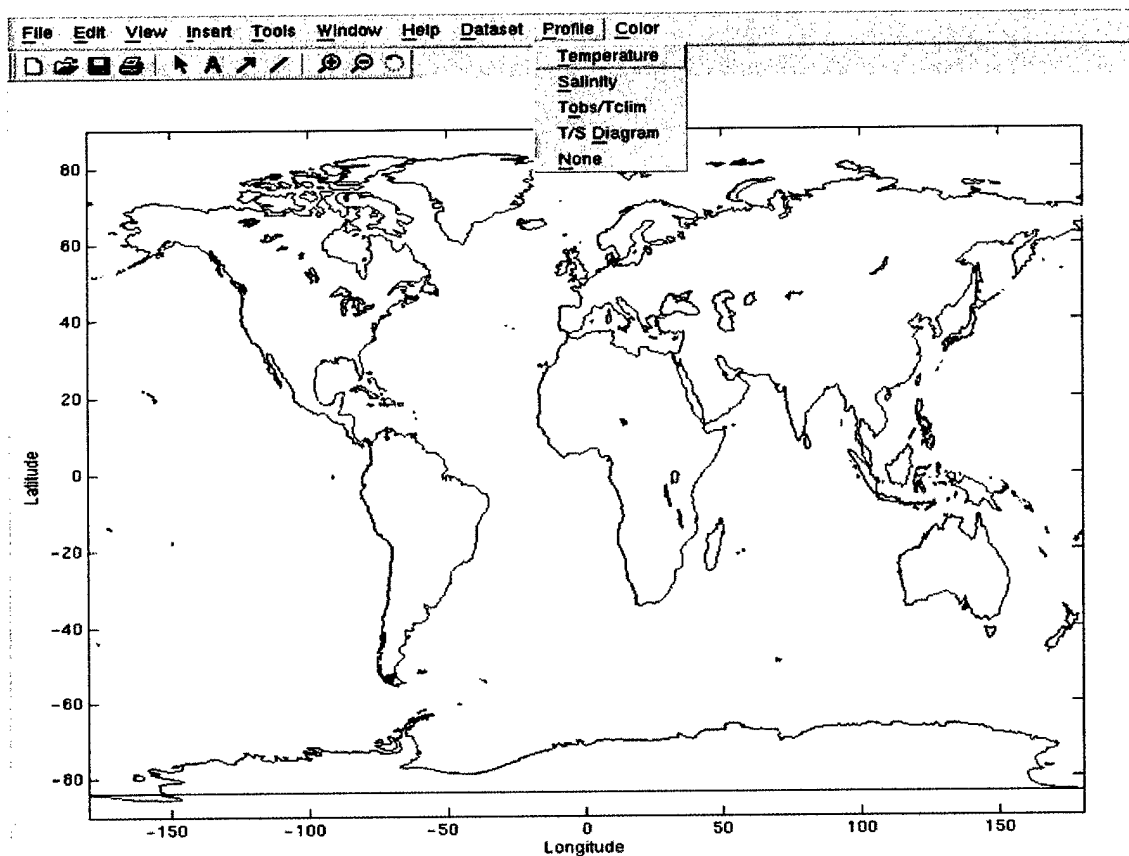 File Edit View Insert Tools Window Help Dataset Profile Color
A
Temperature
Salinity
Tobs/Tclim
T/S Diagram
None
80
60
40
20
0
−20
−40
−60
−80
Latitude
−150 −100 −50 0 50 100 150
Longitude